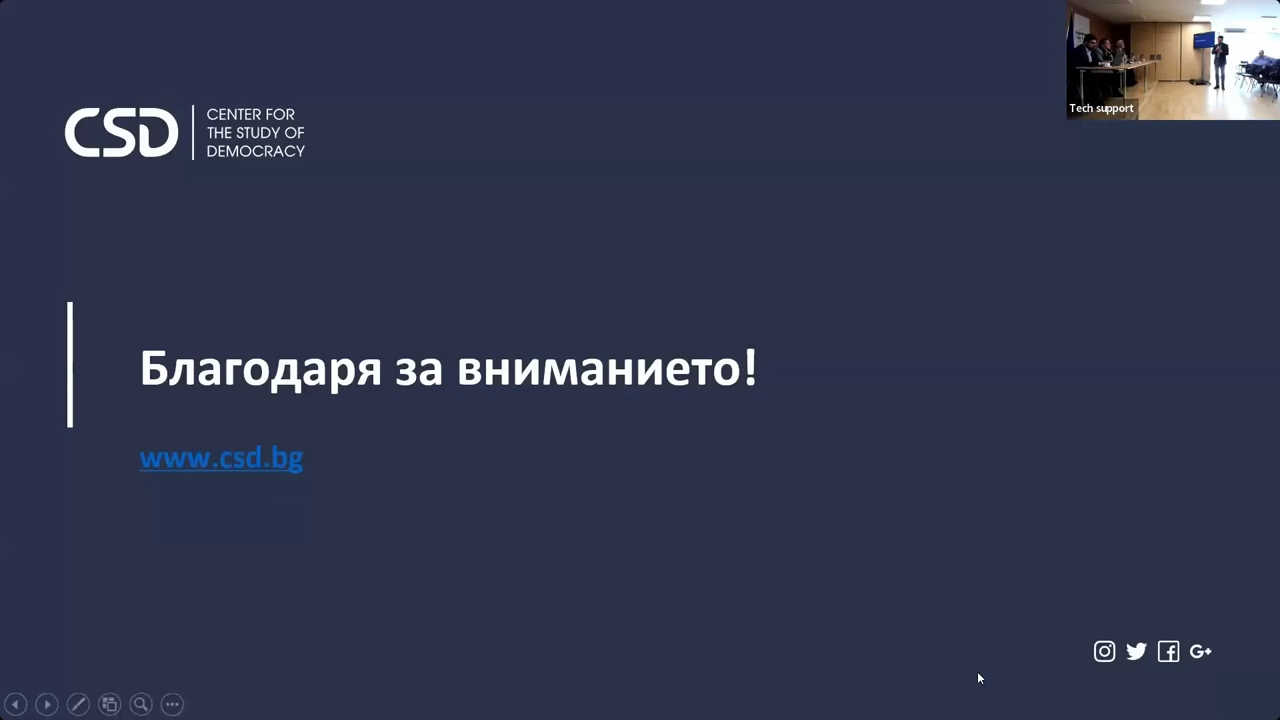 CSD
CENTER FOR
THE STUDY OF
DEMOCRACY
Tech support
Благодаря за вниманието!
www.csd.bg